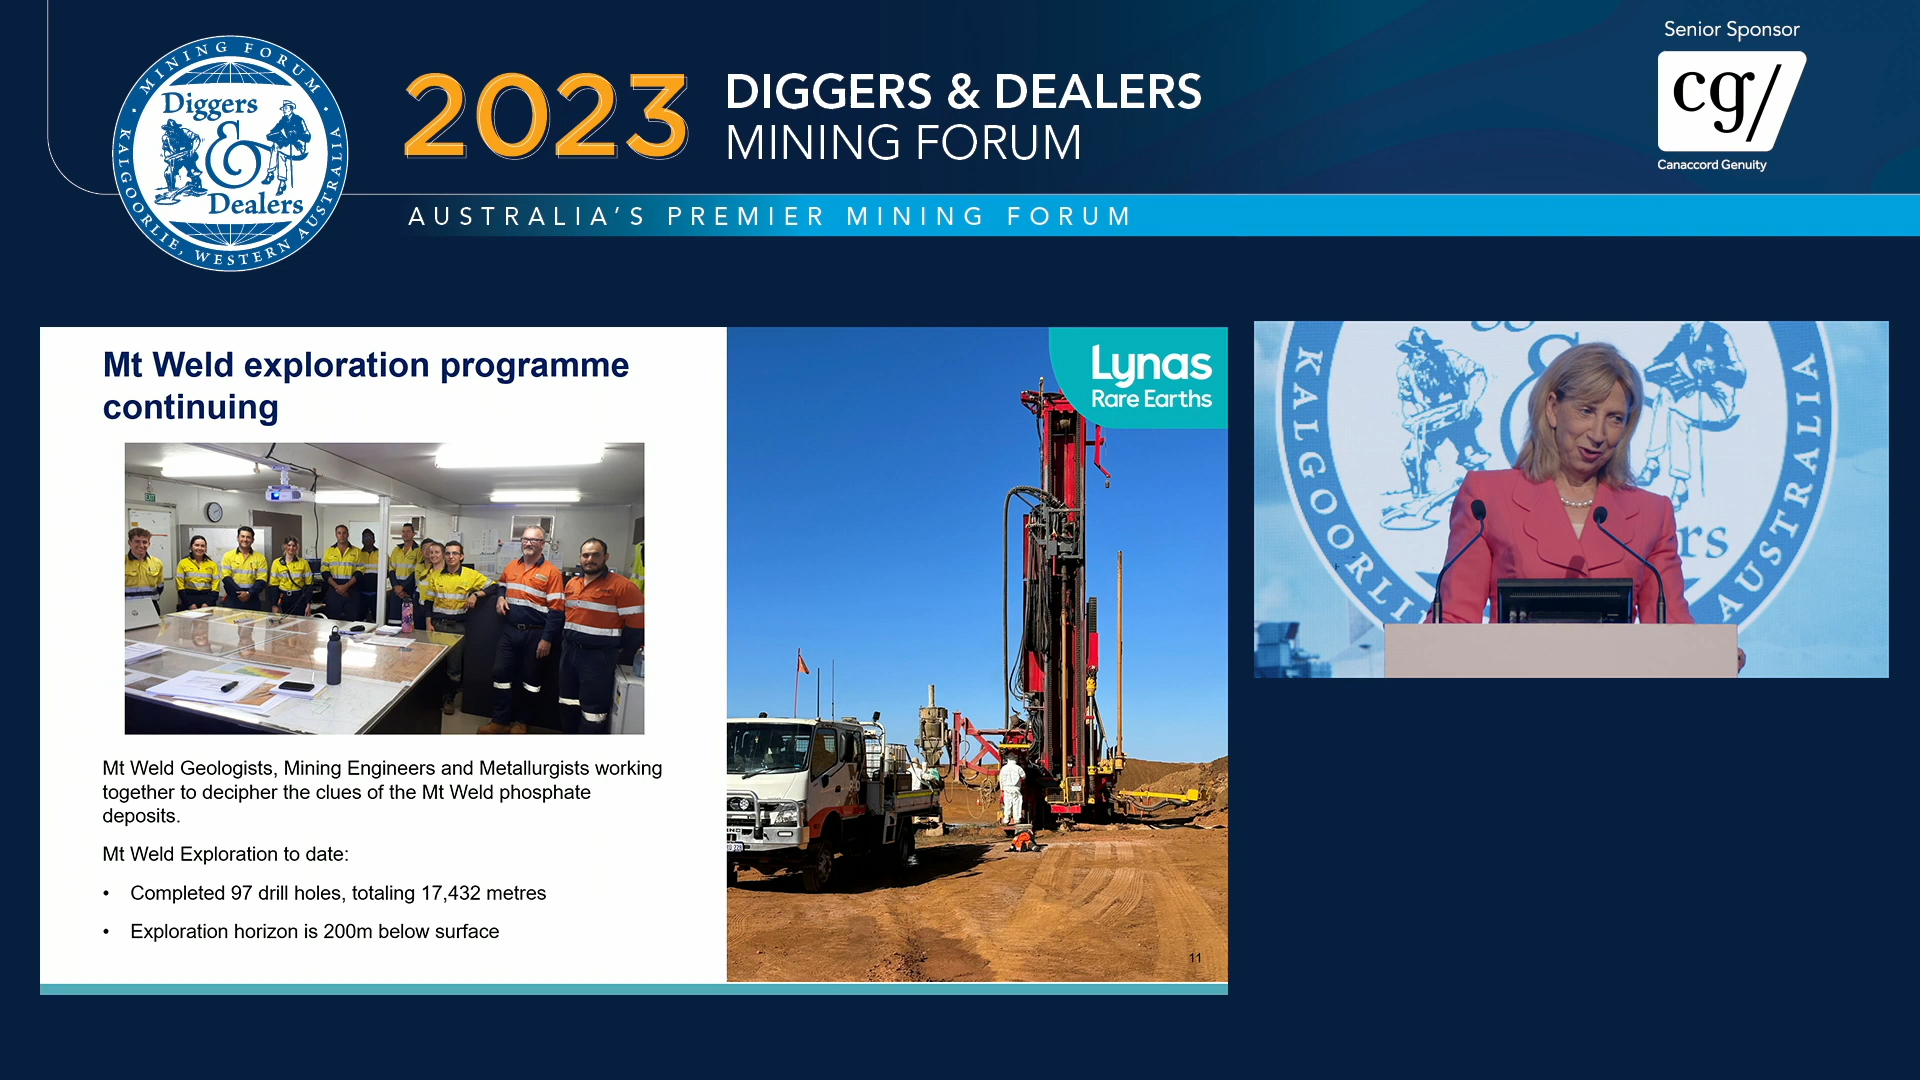 MINING FORUM
Diggers
&
Dealers
KALGOORLIE, WESTERN AUSTRALIA
2023
DIGGERS & DEALERS
MINING FORUM
AUSTRALIA'S PREMIER MINING FORUM
Senior Sponsor
cg/
Canaccord Genuity
Mt Weld exploration programme
continuing
EXIT
Mt Weld Geologists, Mining Engineers and Metallurgists working
together to decipher the clues of the Mt Weld phosphate
deposits.
Mt Weld Exploration to date:
• Completed 97 drill holes, totaling 17,432 metres
• Exploration horizon is 200m below surface
Lynas
Rare Earths
11
KALGOORLI
&
rs
AUSTRALIA